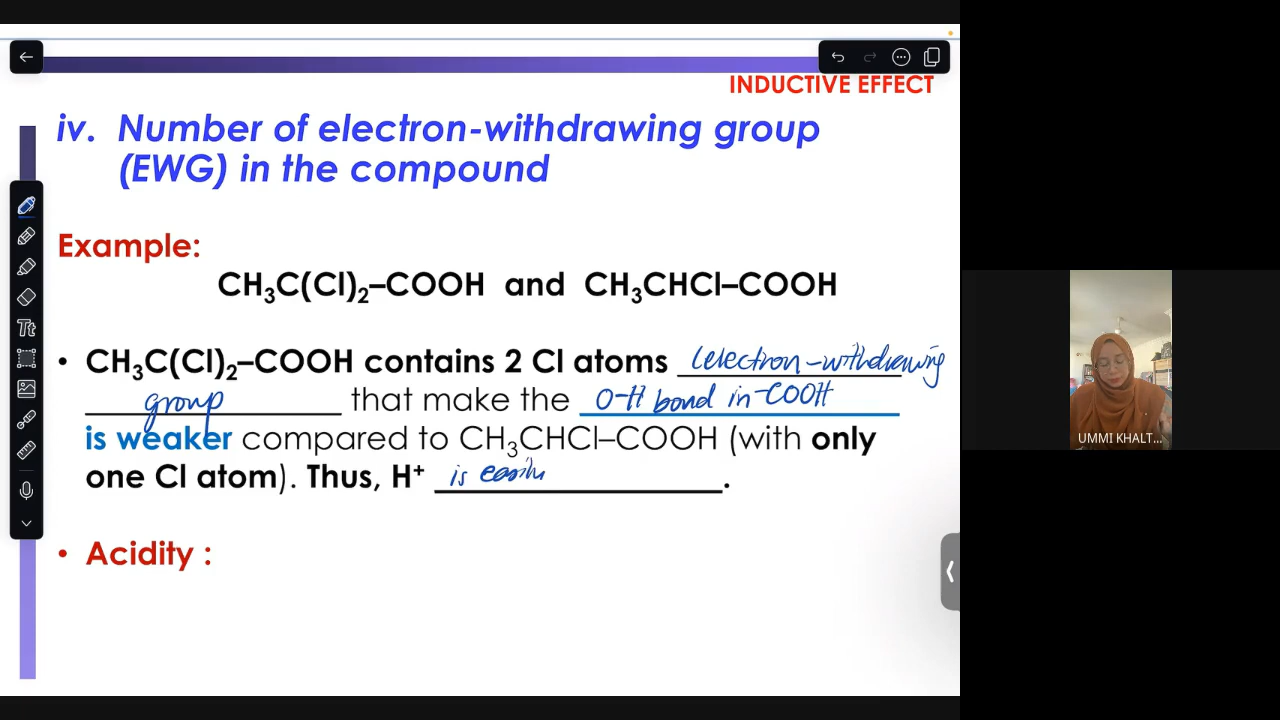 INDUCTIVE EFFECT
iv. Number of electron-withdrawing group
(EWG) in the compound
Example:
CH₃C(Cl)₂–COOH and CH₃CHCl–COOH
• CH₃C(Cl)₂–COOH contains 2 Cl atoms (electron-withdrawing
group that make the O-H bond in -COOH
is weaker compared to CH₃CHCl–COOH (with only
one Cl atom). Thus, H⁺ is easily .
• Acidity :
Tt
UMMI KHALT...